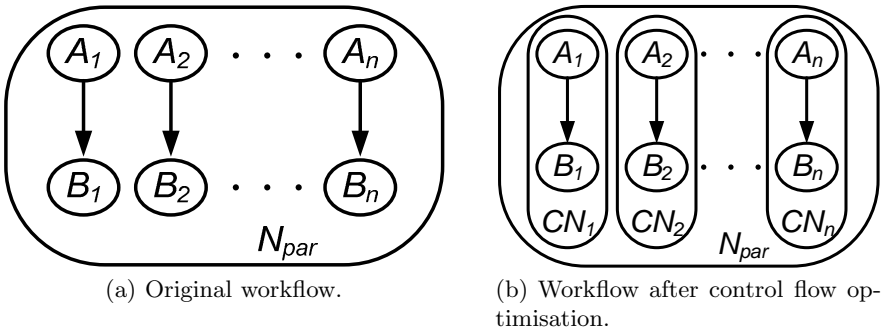 A1 A2 · · · An
B1 B2 · · · Bn
Npar
(a) Original workflow.
A1 A2 · · · An
B1 B2 · · · Bn
CN1 CN2 CNn
Npar
(b) Workflow after control flow op-
timisation.